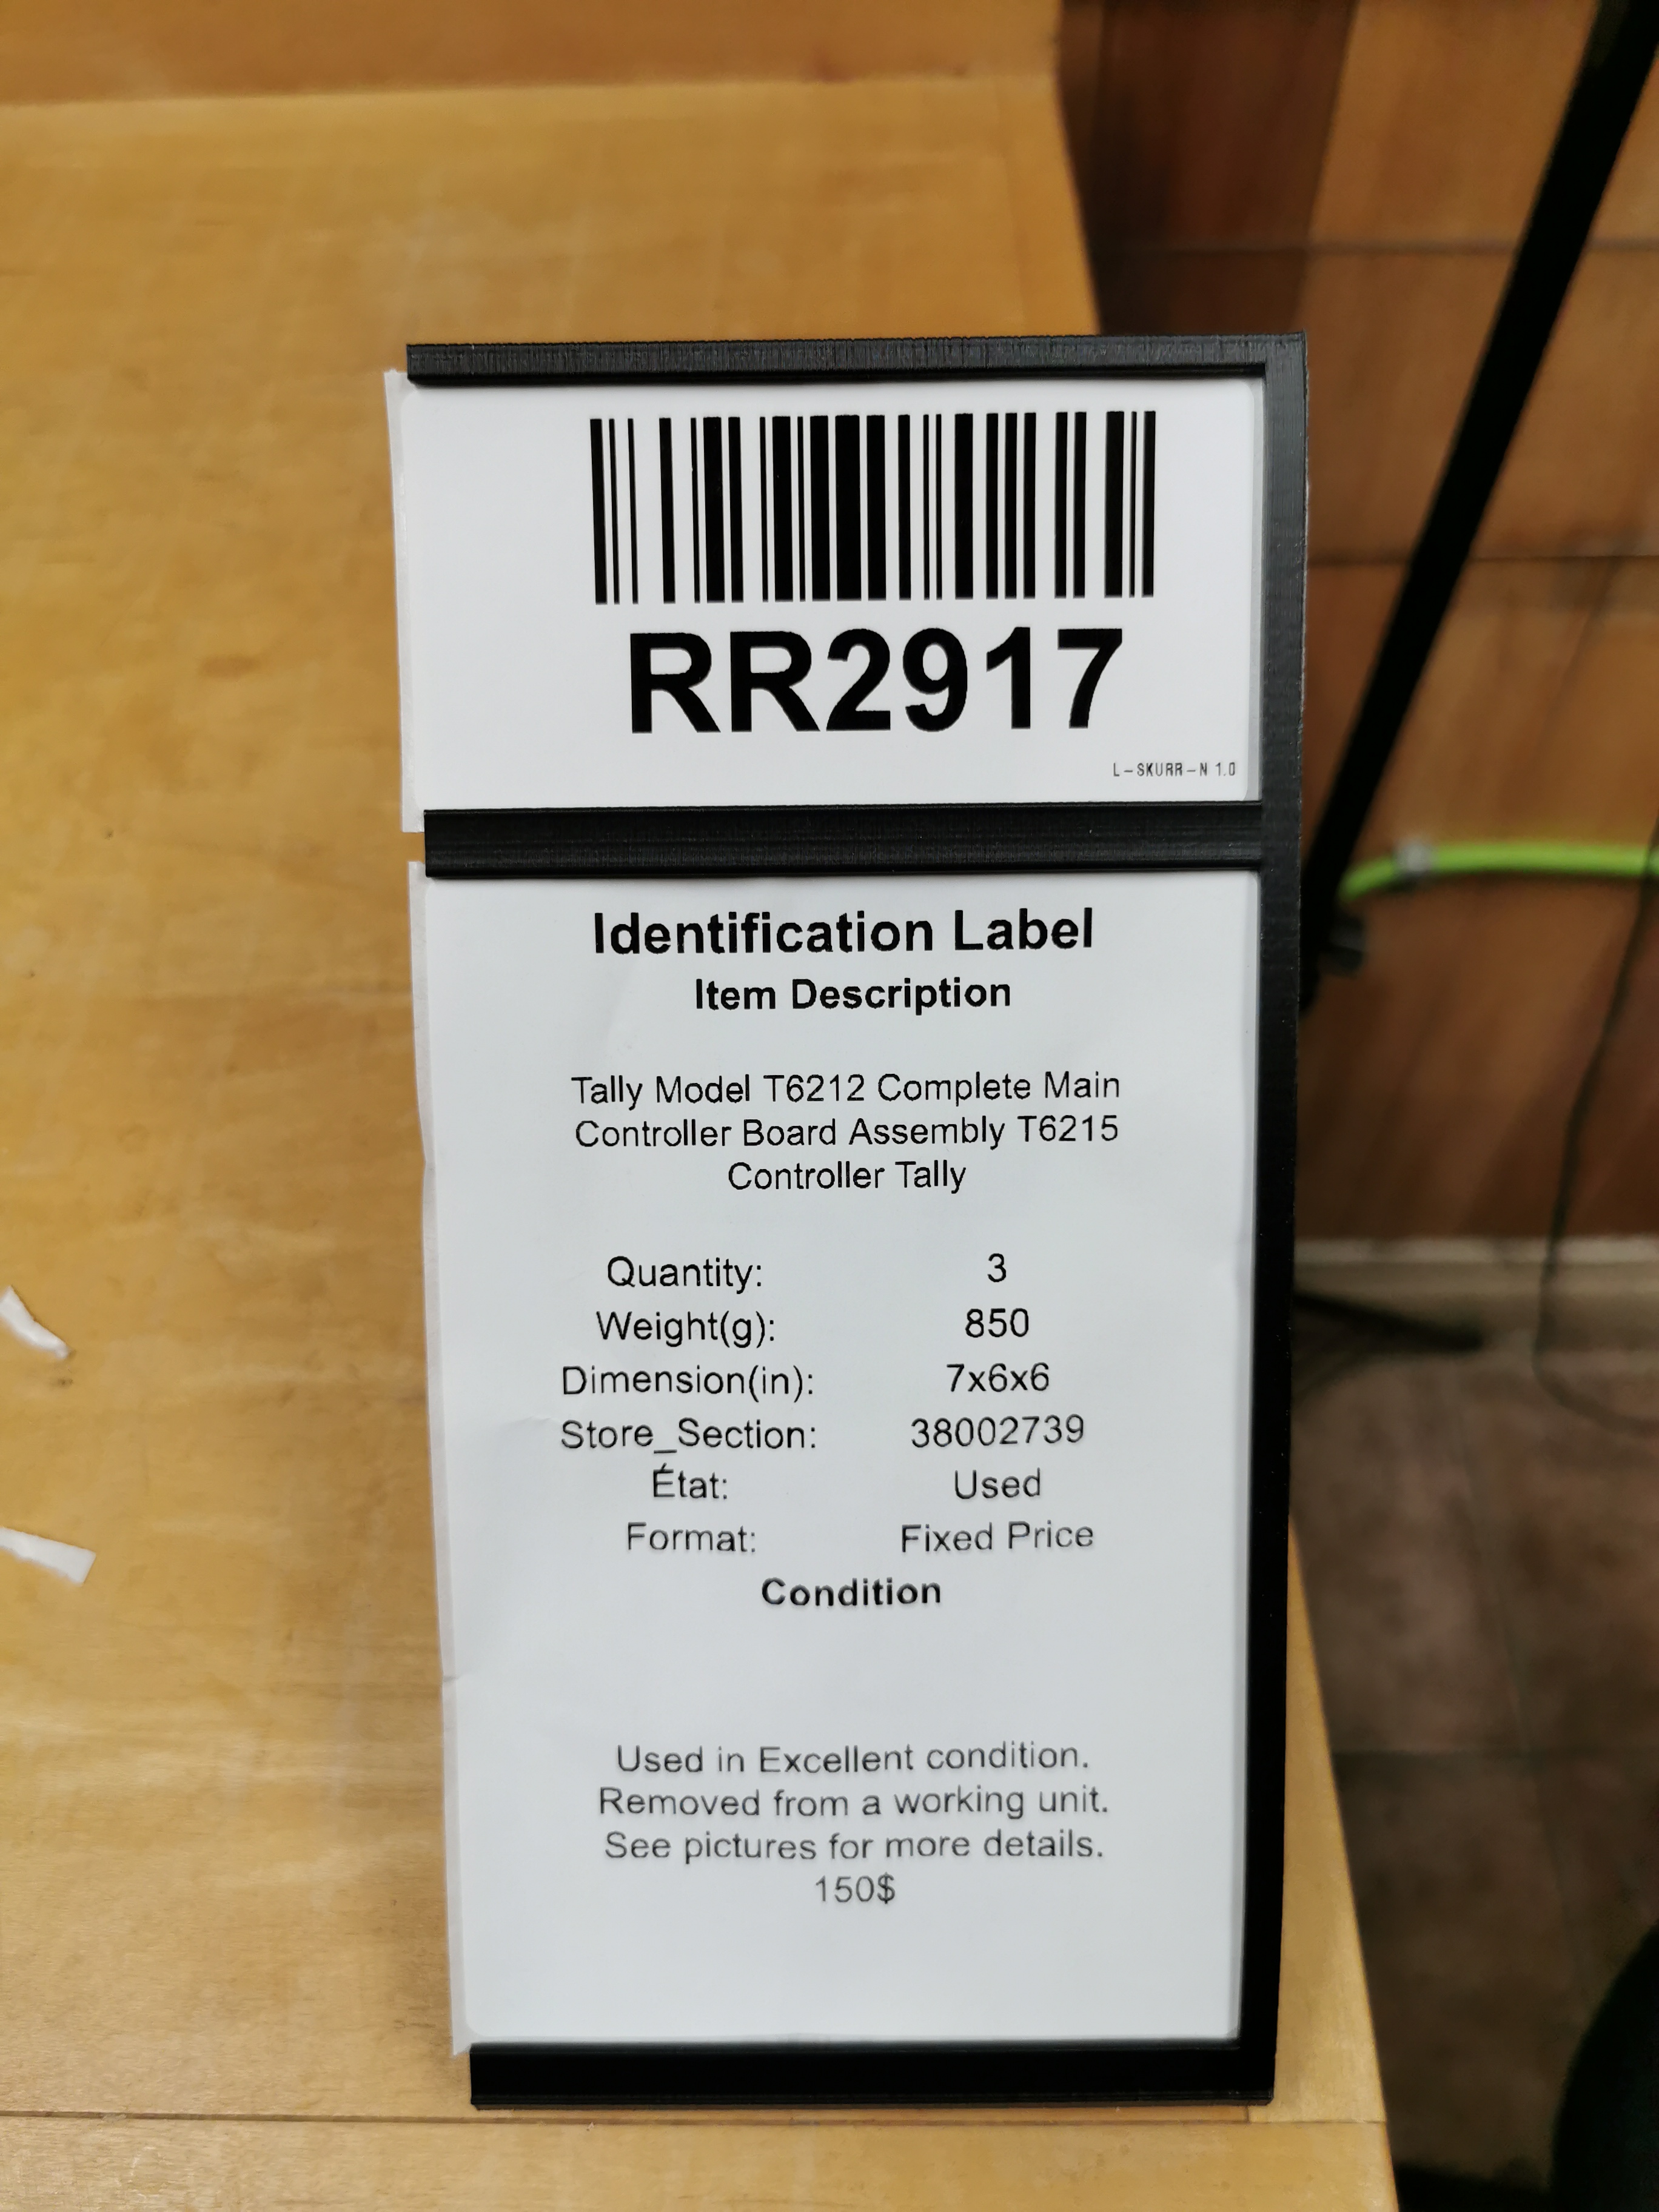 RR2917
L-SKURR-N 1.0
Identification Label
Item Description
Tally Model T6212 Complete Main
Controller Board Assembly T6215
Controller Tally
Quantity: 3
Weight(g): 850
Dimension(in): 7x6x6
Store_Section: 38002739
État: Used
Format: Fixed Price
Condition
Used in Excellent condition.
Removed from a working unit.
See pictures for more details.
150$